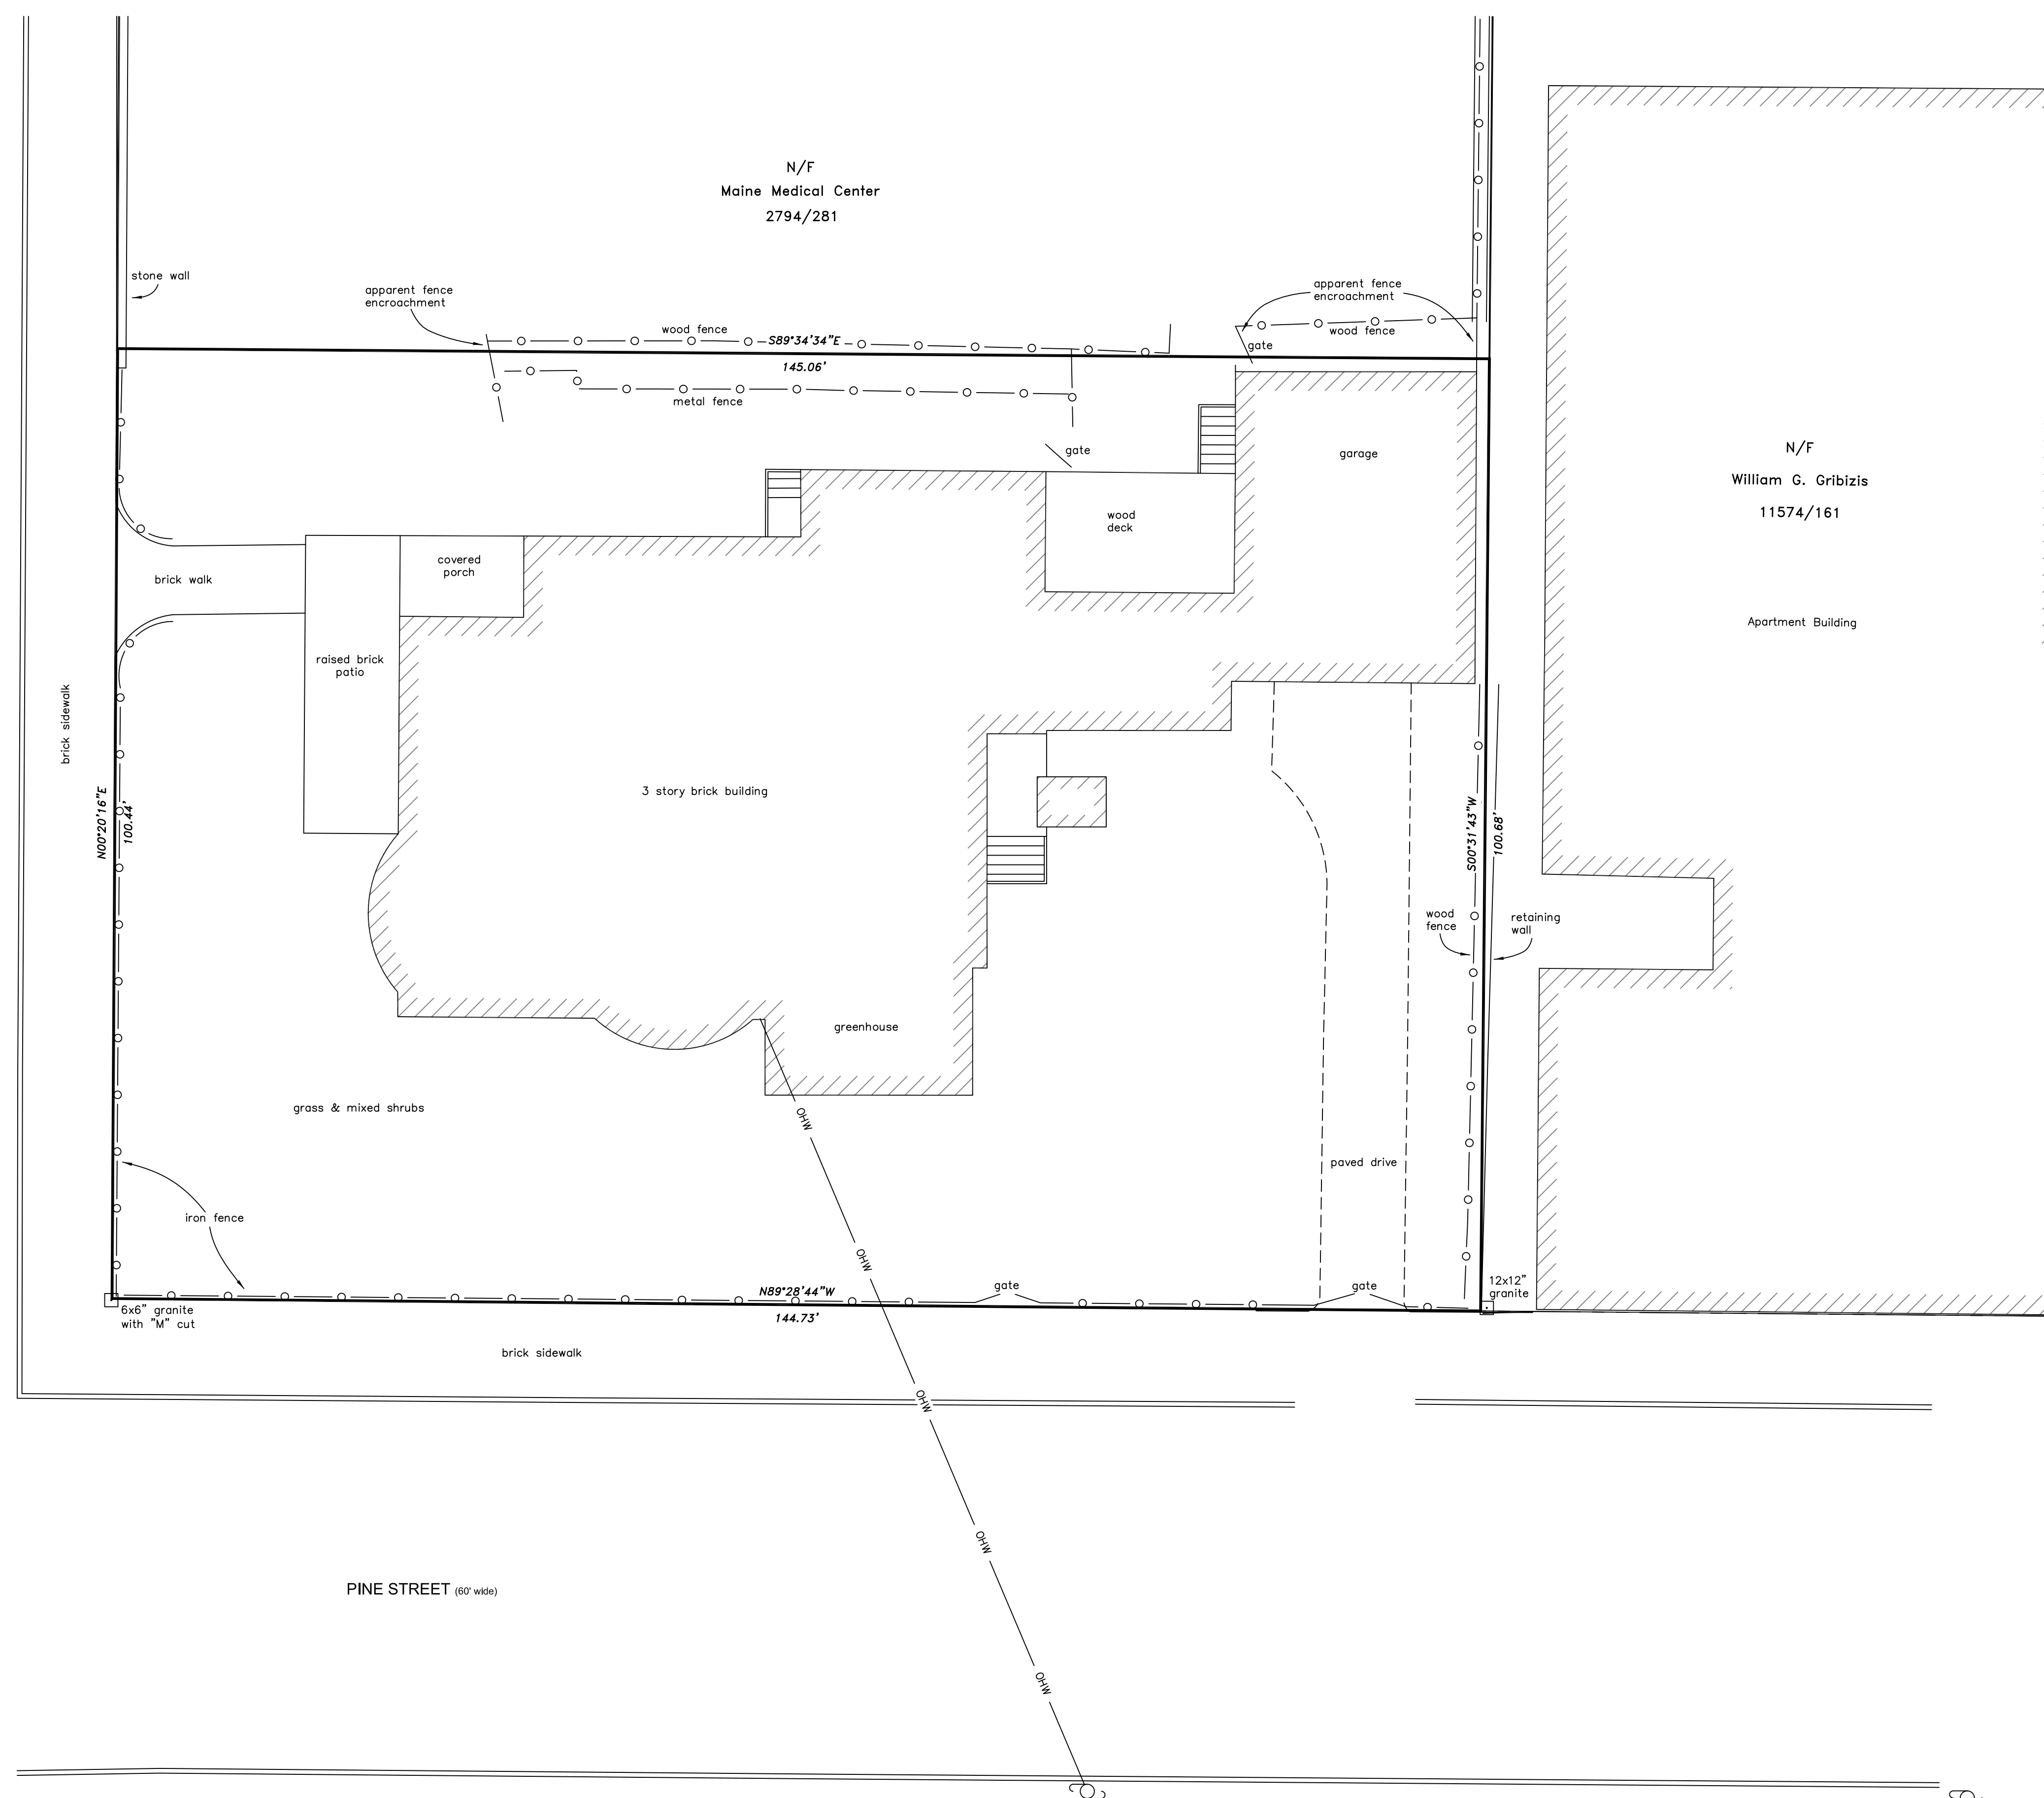 N/F
Maine Medical Center
2794/281
stone wall
apparent fence
encroachment
apparent fence
encroachment
wood fence
S89°34'34"E
145.06'
wood fence
gate
metal fence
gate
garage
N/F
William G. Gribizis
11574/161
wood
deck
covered
porch
brick walk
Apartment Building
raised brick
patio
brick sidewalk
3 story brick building
N00°20'16"E
100.44'
S00°31'43"W
100.68'
wood
fence
retaining
wall
greenhouse
grass & mixed shrubs
OHW
paved drive
iron fence
OHW
gate
gate
12x12"
granite
N89°28'44"W
144.73'
6x6" granite
with "M" cut
brick sidewalk
OHW
OHW
PINE STREET (60' wide)
OHW